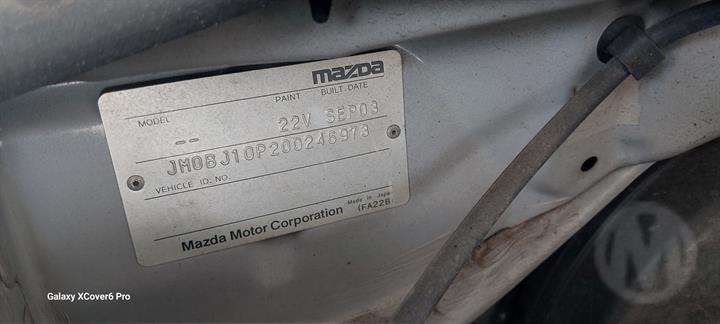 mazda
MODEL PAINT BUILT DATE
-- 22V SEP03
JM0BJ10P200246973
VEHICLE ID. NO.
Mazda Motor Corporation Made in Japan
(FA22B)
Galaxy XCover6 Pro
M